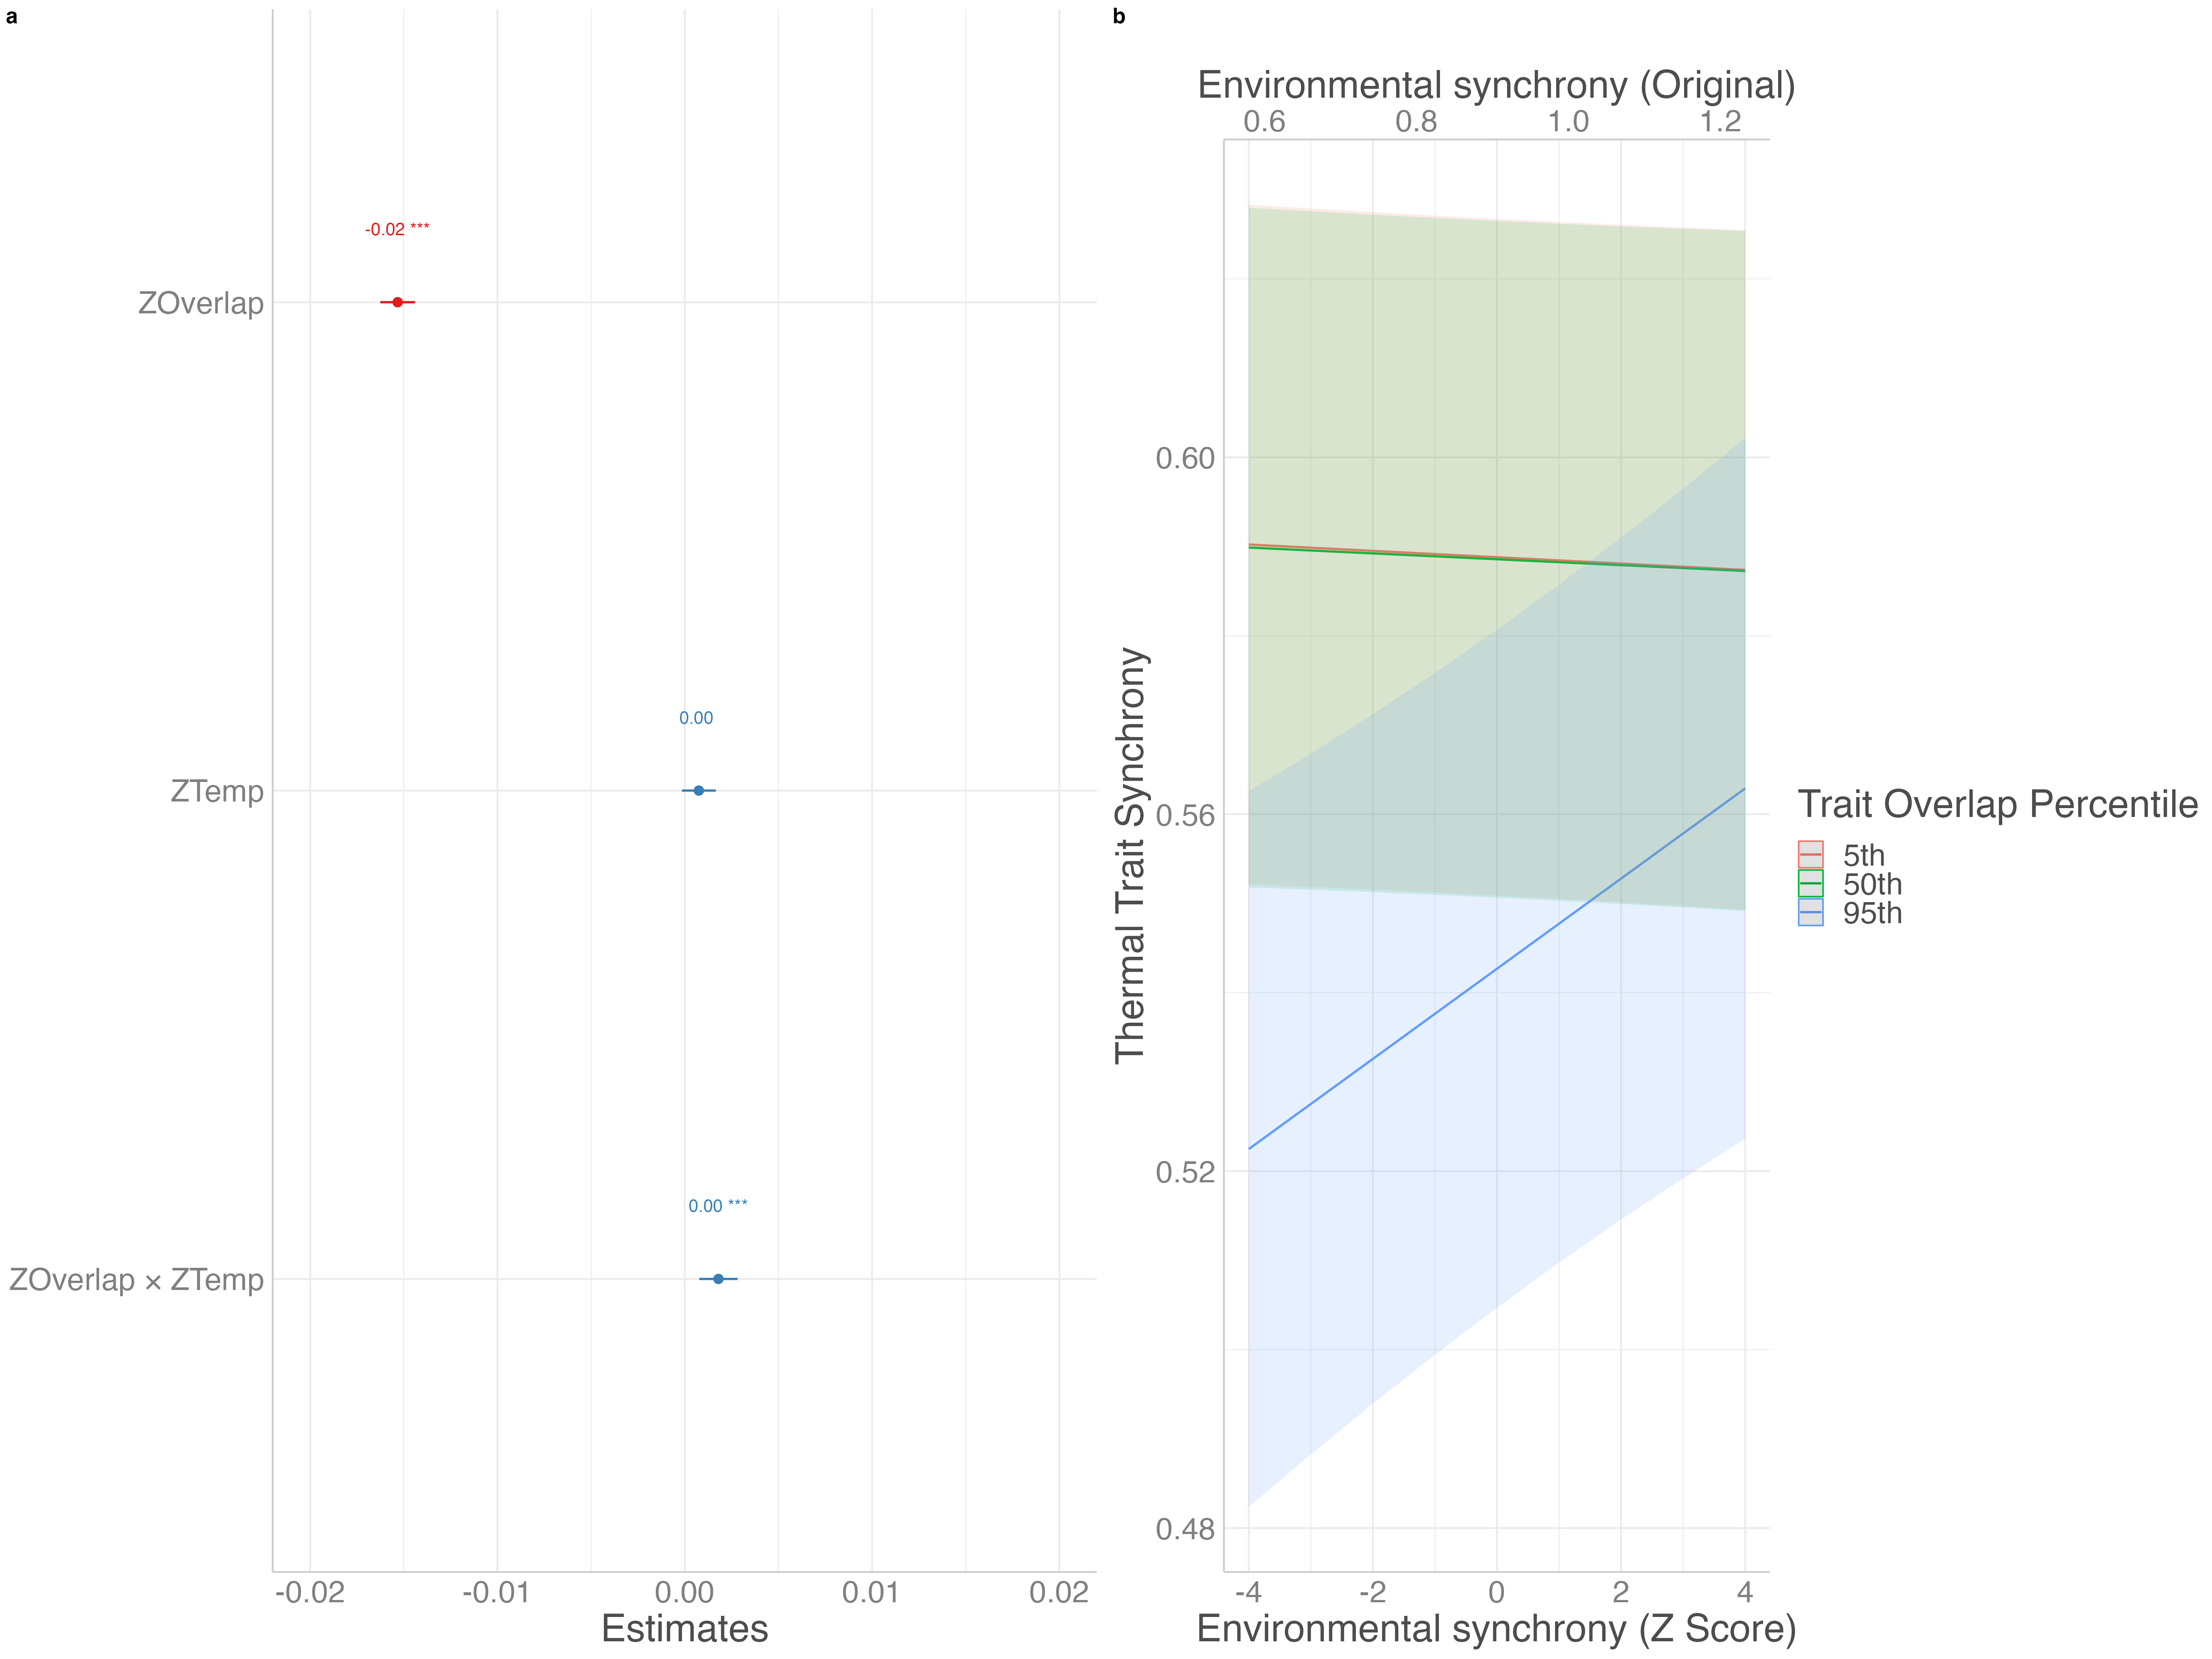 a
-0.02 ***
ZOverlap
0.00
ZTemp
0.00 ***
ZOverlap × ZTemp
-0.02 -0.01 0.00 0.01 0.02
Estimates
b
Environmental synchrony (Original)
0.6 0.8 1.0 1.2
Thermal Trait Synchrony
0.60
0.56
0.52
0.48
-4 -2 0 2 4
Environmental synchrony (Z Score)
Trait Overlap Percentile
5th
50th
95th